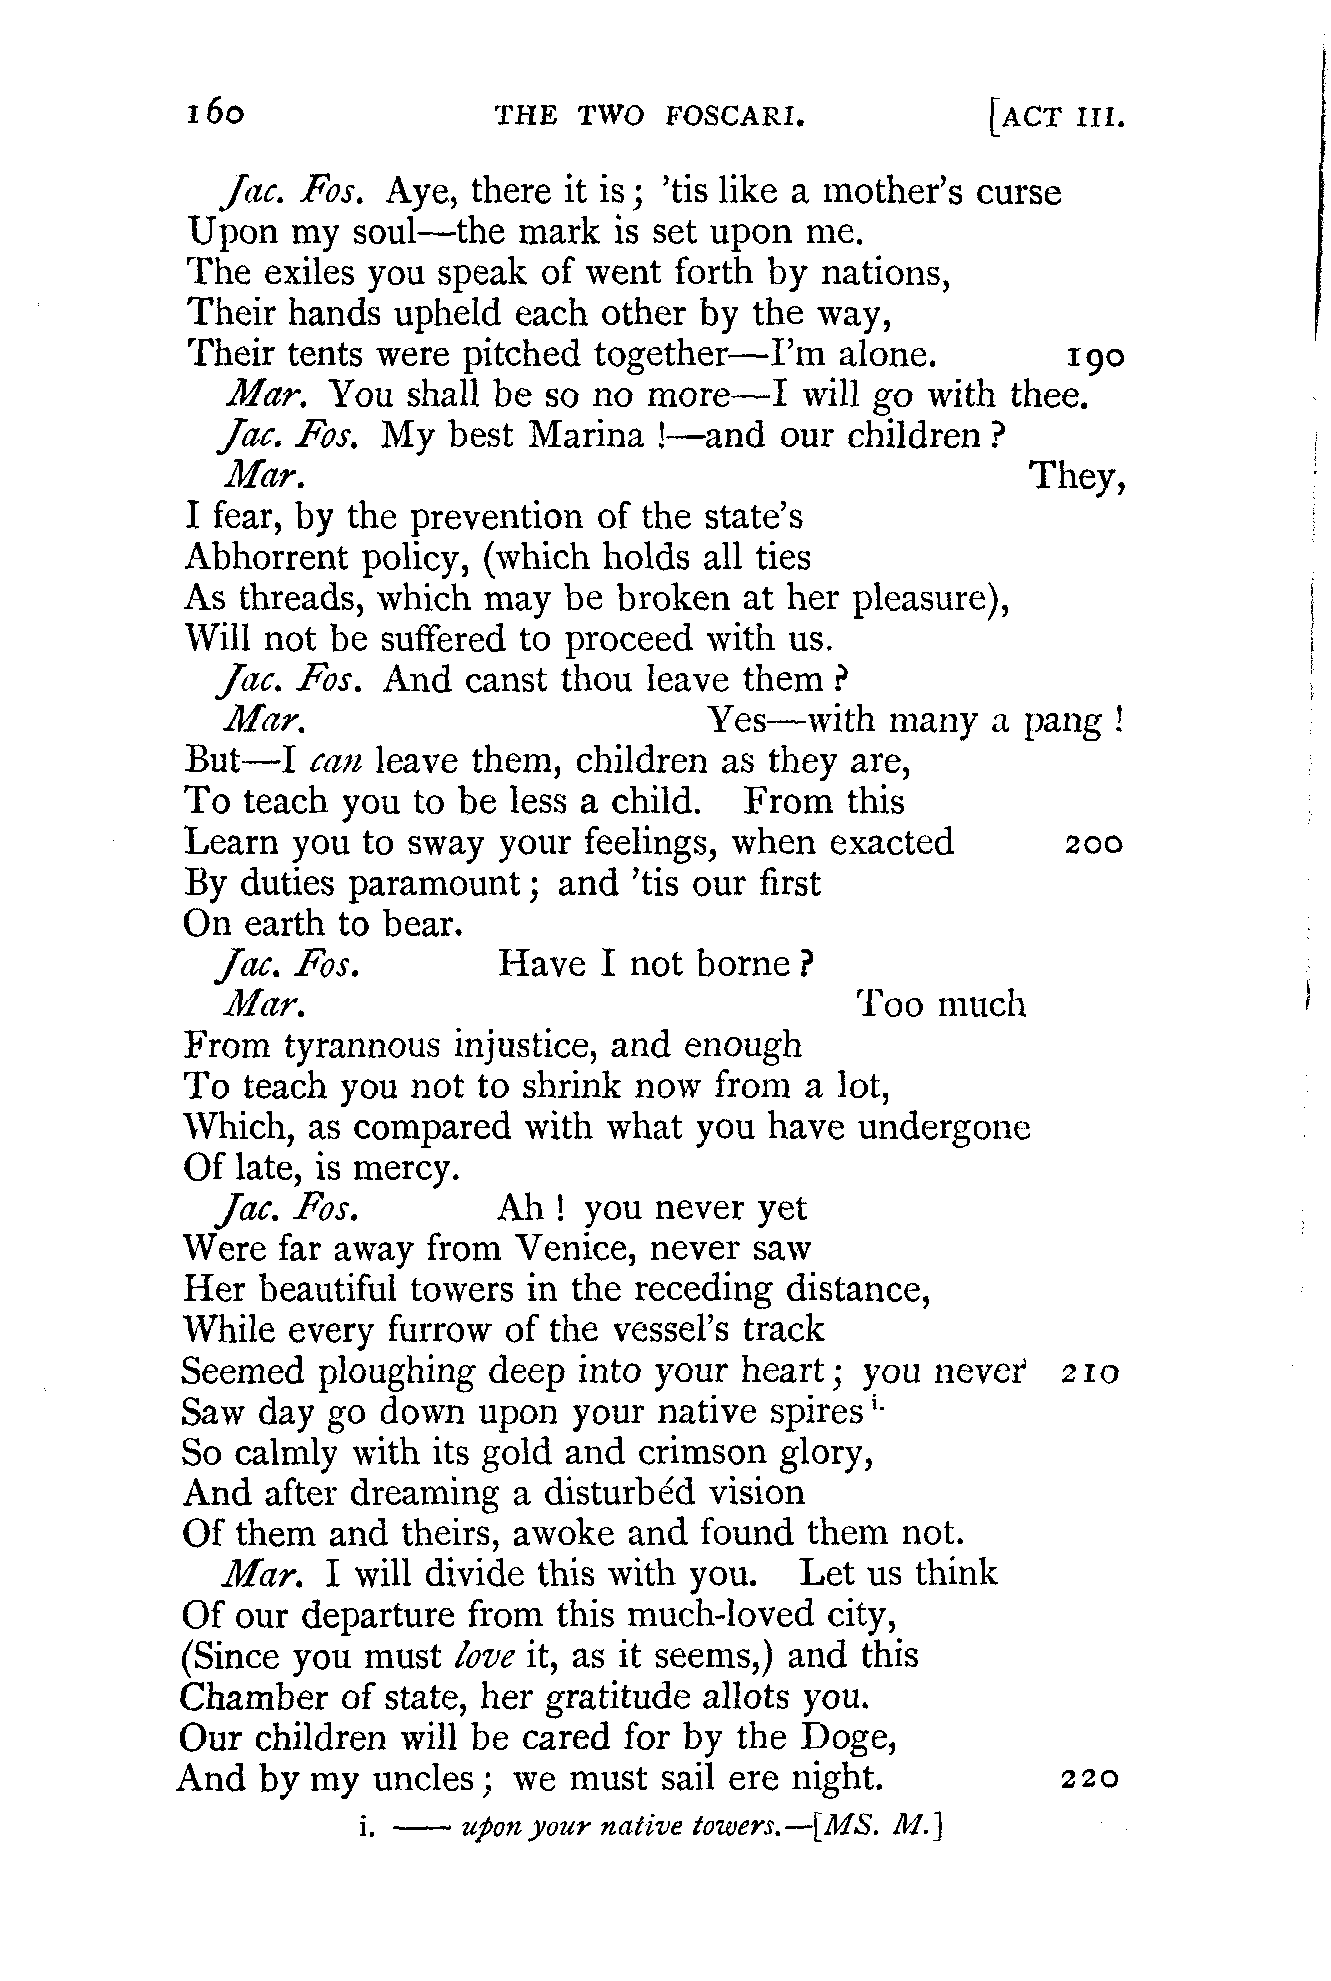 160 THE TWO FOSCARI. [ACT III.
Jac. Fos. Aye, there it is; 'tis like a mother's curse
Upon my soul—the mark is set upon me.
The exiles you speak of went forth by nations,
Their hands upheld each other by the way,
Their tents were pitched together—I'm alone. 190
Mar. You shall be so no more—I will go with thee.
Jac. Fos. My best Marina!—and our children?
Mar. They,
I fear, by the prevention of the state's
Abhorrent policy, (which holds all ties
As threads, which may be broken at her pleasure),
Will not be suffered to proceed with us.
Jac. Fos. And canst thou leave them?
Mar. Yes—with many a pang!
But—I can leave them, children as they are,
To teach you to be less a child. From this
Learn you to sway your feelings, when exacted 200
By duties paramount; and 'tis our first
On earth to bear.
Jac. Fos. Have I not borne?
Mar. Too much
From tyrannous injustice, and enough
To teach you not to shrink now from a lot,
Which, as compared with what you have undergone
Of late, is mercy.
Jac. Fos. Ah! you never yet
Were far away from Venice, never saw
Her beautiful towers in the receding distance,
While every furrow of the vessel's track
Seemed ploughing deep into your heart; you never 210
Saw day go down upon your native spires i.
So calmly with its gold and crimson glory,
And after dreaming a disturbéd vision
Of them and theirs, awoke and found them not.
Mar. I will divide this with you. Let us think
Of our departure from this much-loved city,
(Since you must love it, as it seems,) and this
Chamber of state, her gratitude allots you.
Our children will be cared for by the Doge,
And by my uncles; we must sail ere night. 220
i. —— upon your native towers.—[MS. M.]